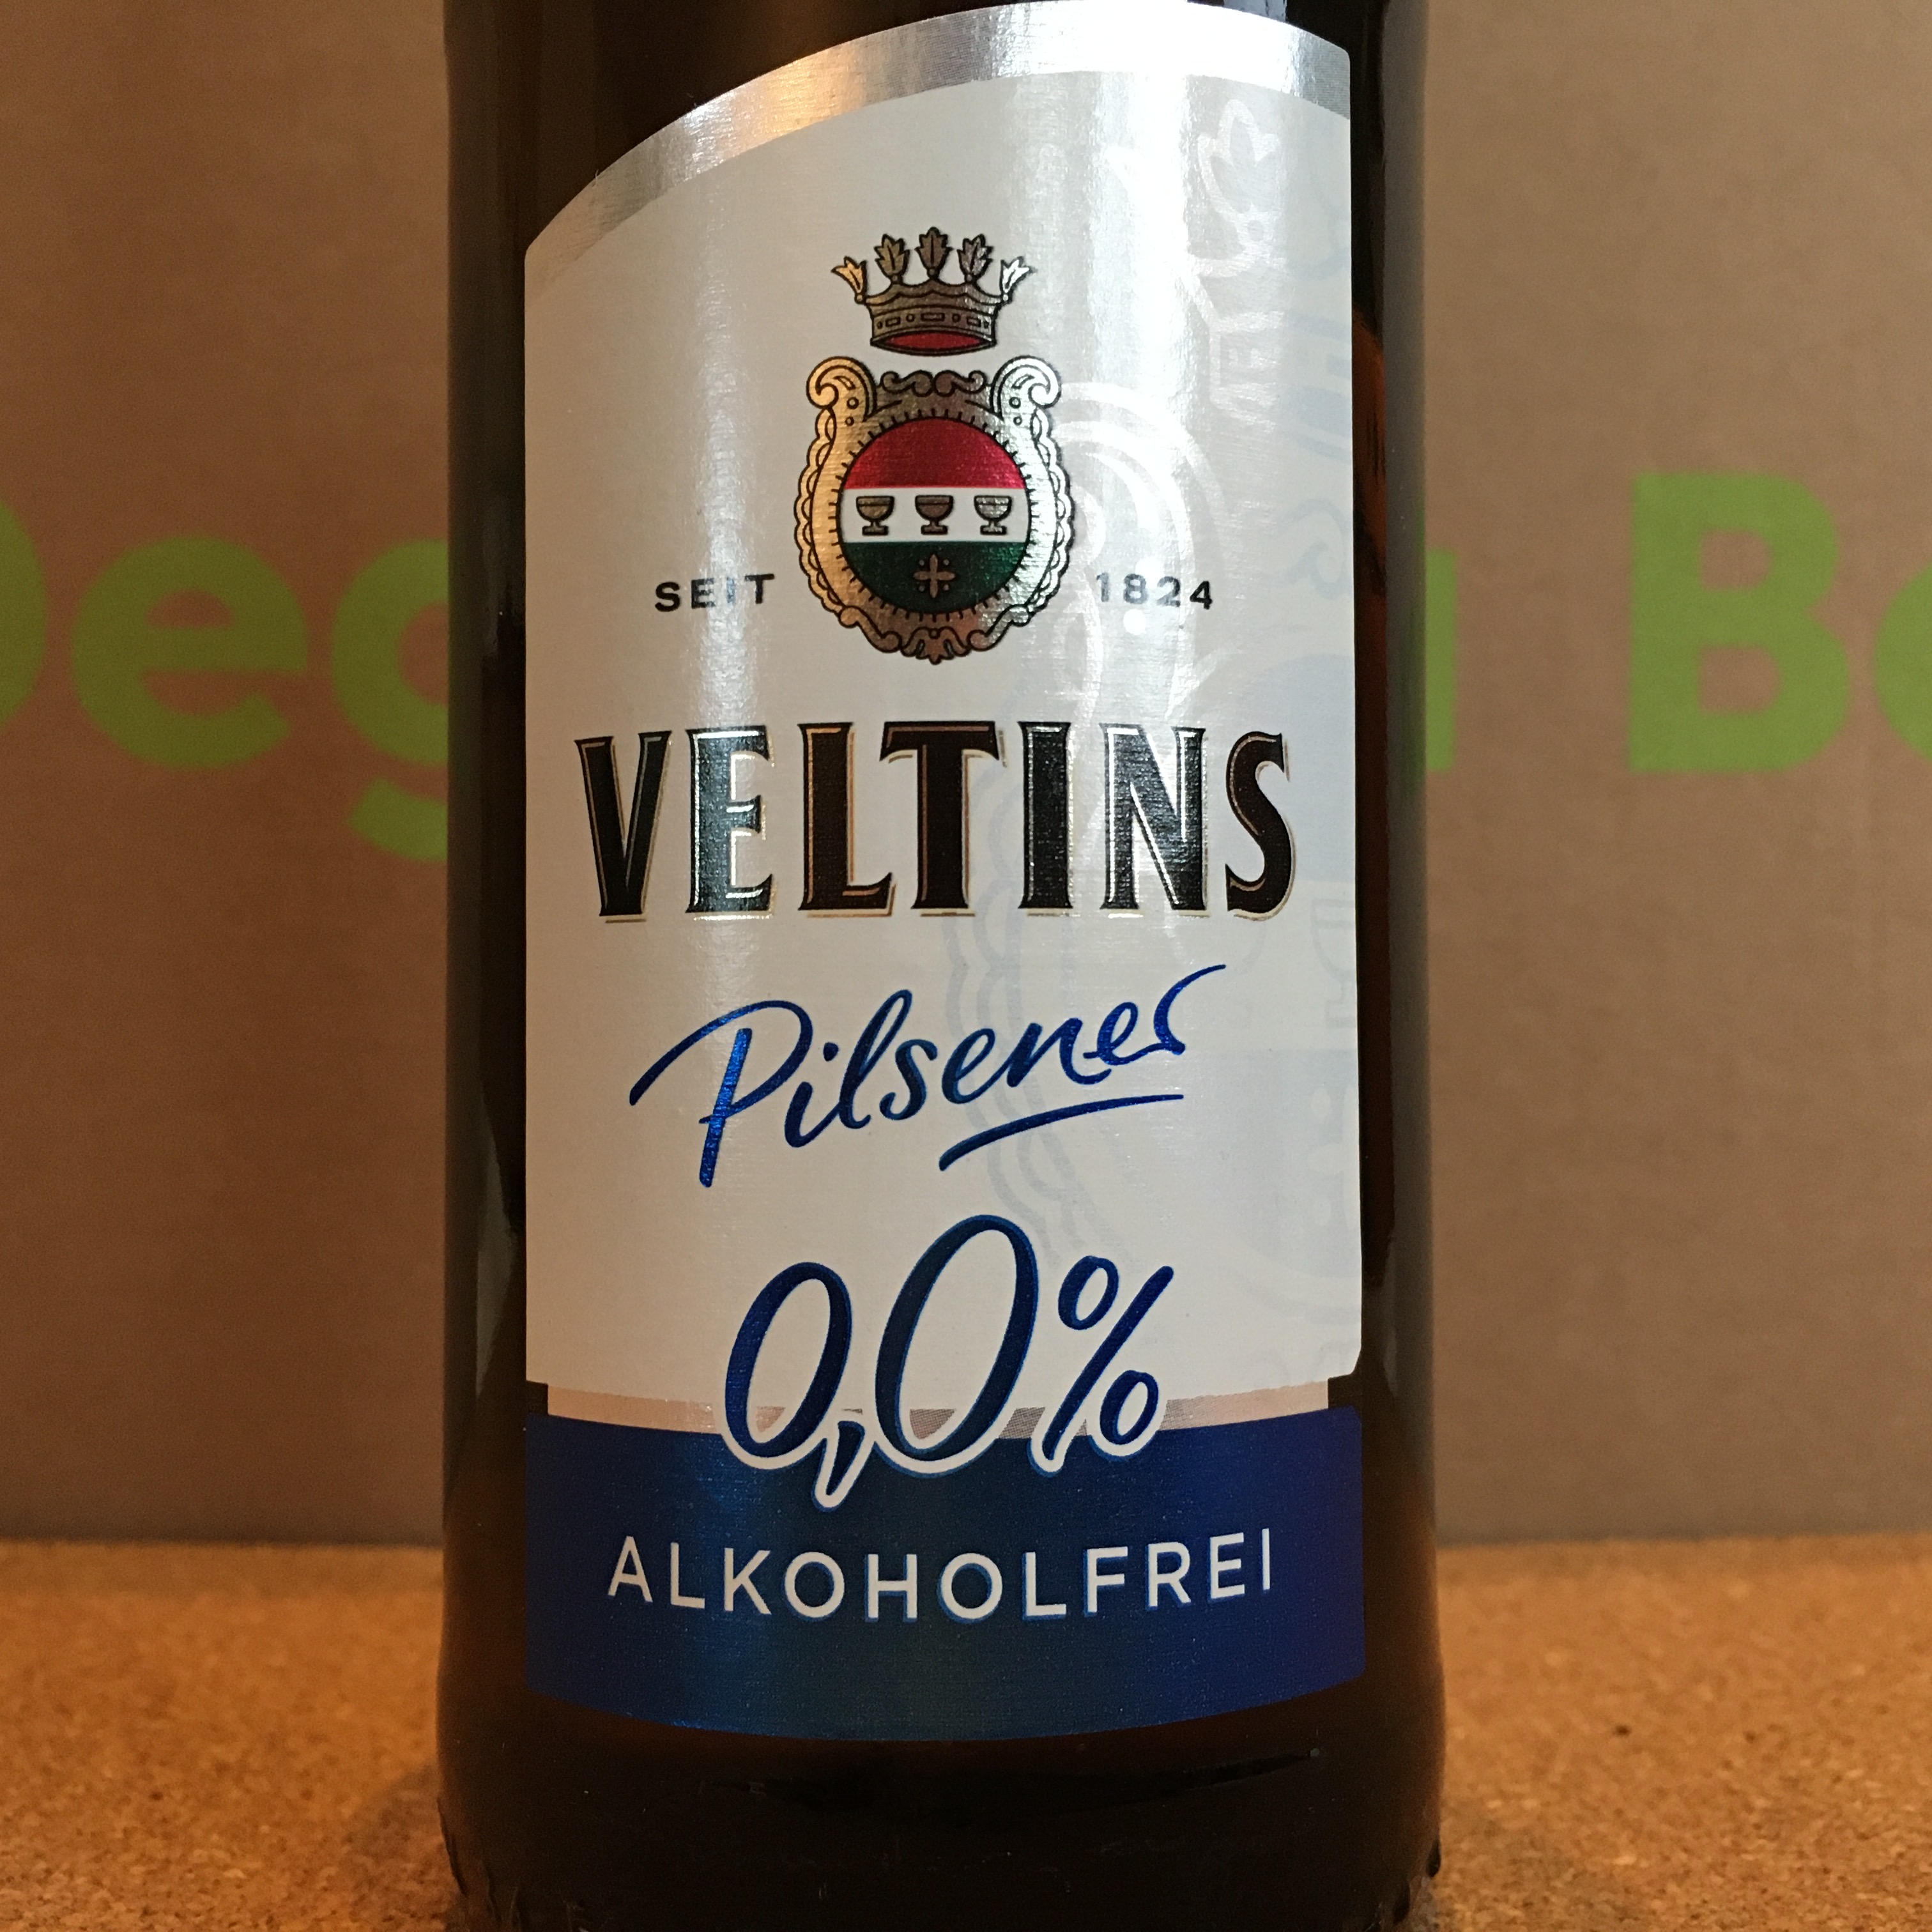 SEIT 1824
VELTINS
Pilsener
0,0%
ALKOHOLFREI